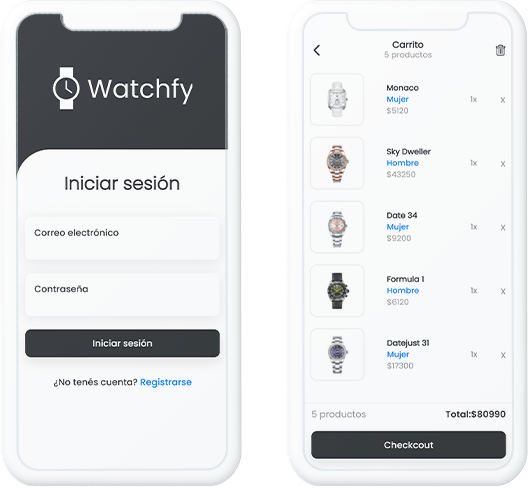 Watchfy
Iniciar sesión
Correo electrónico
Contraseña
Iniciar sesión
¿No tenés cuenta? Registrarse
Carrito
5 productos
Monaco
Mujer
$5120
1x
x
Sky Dweller
Hombre
$43250
1x
x
Date 34
Mujer
$9200
1x
x
Formula 1
Hombre
$6120
1x
x
Datejust 31
Mujer
$17300
1x
x
5 productos
Total:$80990
Checkcout